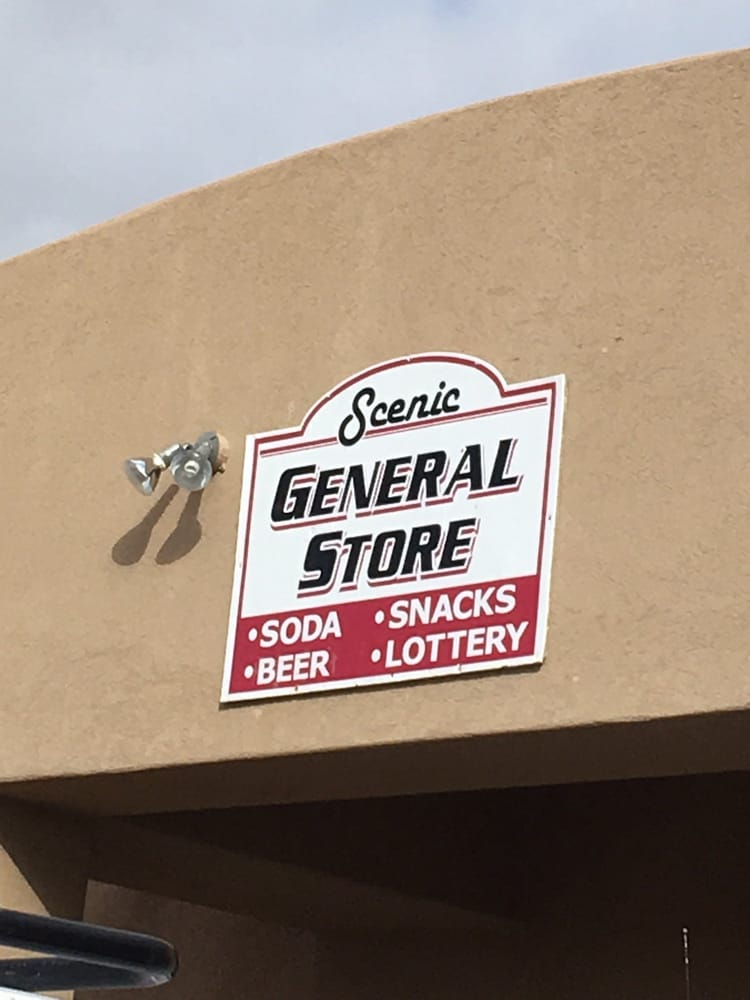 Scenic
GENERAL
STORE
•SODA •SNACKS
•BEER •LOTTERY